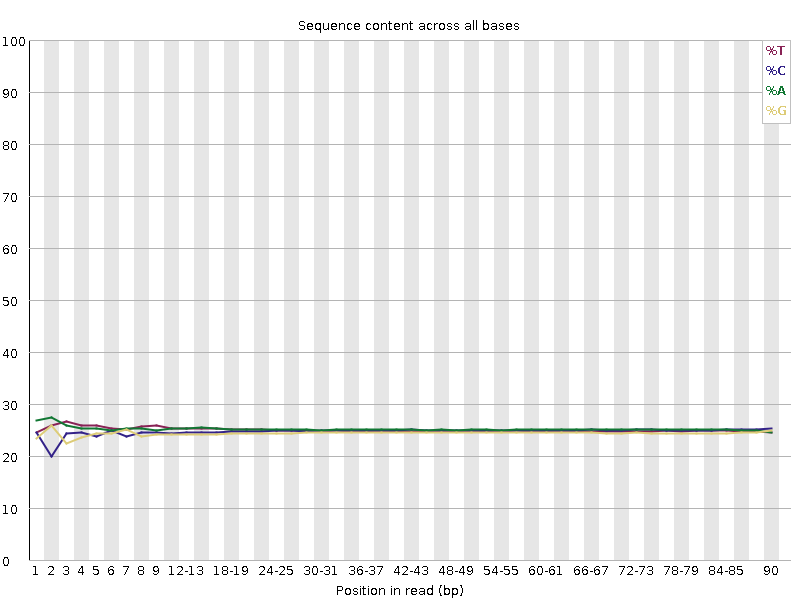 Sequence content across all bases
100
90
80
70
60
50
40
30
20
10
0
%T
%C
%A
%G
1 2 3 4 5 6 7 8 9 12-13 18-19 24-25 30-31 36-37 42-43 48-49 54-55 60-61 66-67 72-73 78-79 84-85 90
Position in read (bp)